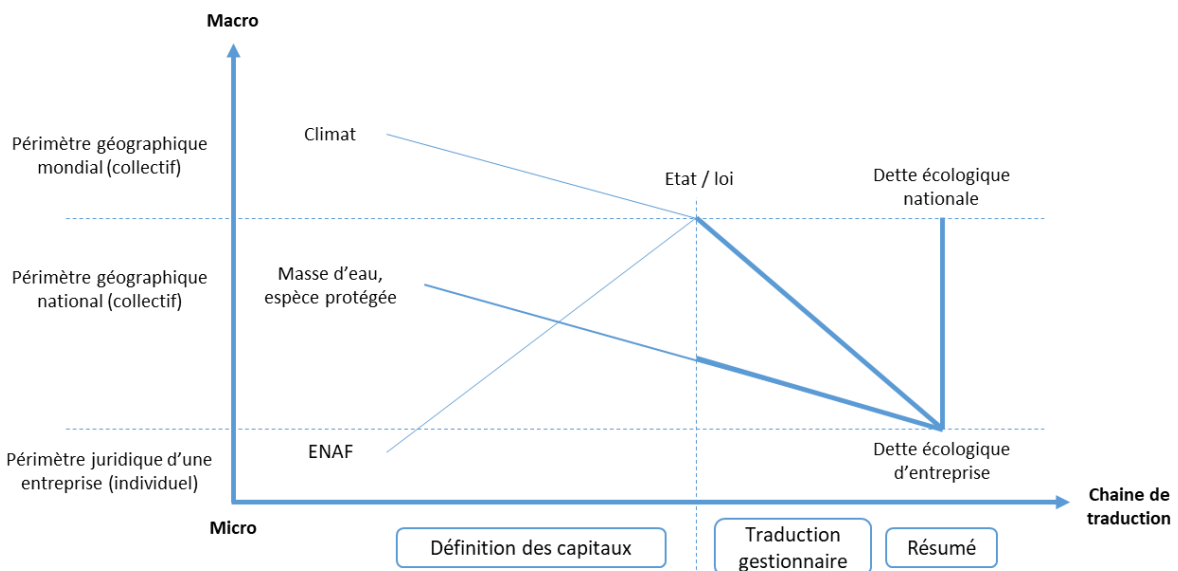 Macro
Périmètre géographique
mondial (collectif)
Climat
Etat / loi
Dette écologique
nationale
Périmètre géographique
national (collectif)
Masse d’eau,
espèce protégée
Périmètre juridique d’une
entreprise (individuel)
ENAF
Dette écologique
d’entreprise
Micro
Chaine de
traduction
Définition des capitaux
Traduction
gestionnaire
Résumé